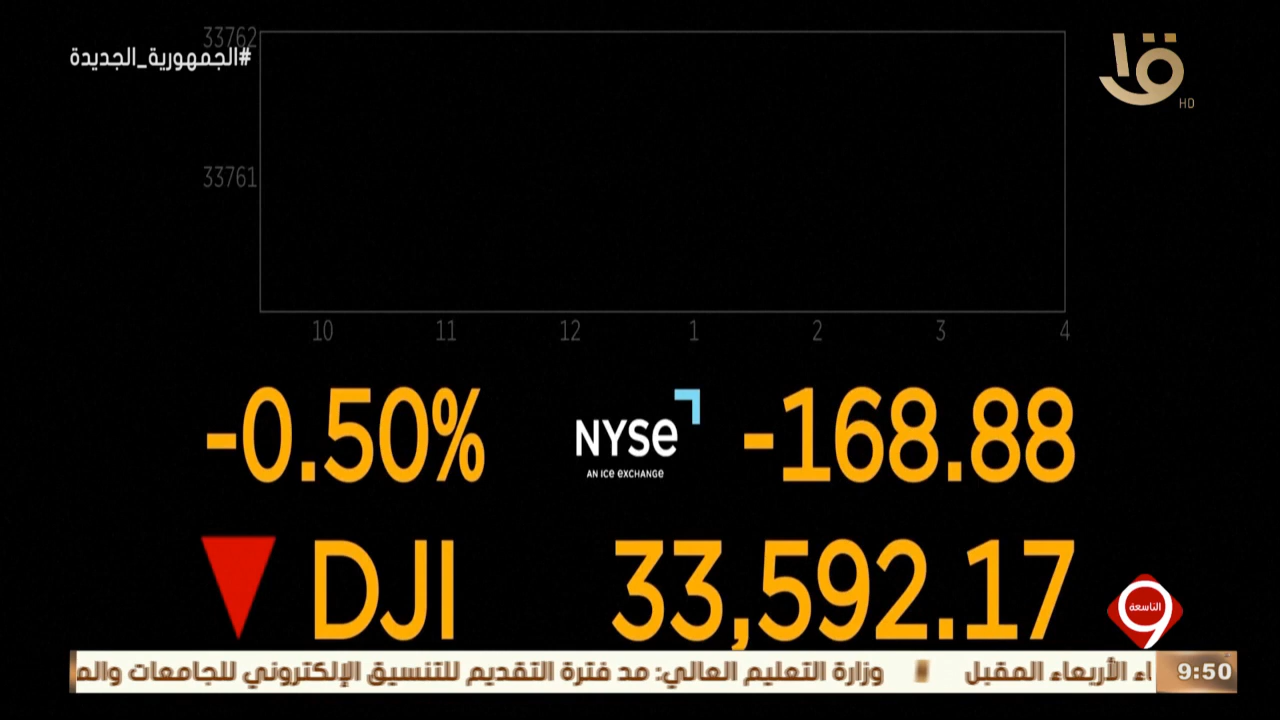 33762
#الجمهورية_الجديدة
HD
33761
10 11 12 1 2 3 4
-0.50% NYSE -168.88
AN ICE EXCHANGE
DJI 33,592.17
التاسعة
9
الأربعاء المقبل وزارة التعليم العالي: مد فترة التقديم للتنسيق الإلكتروني للجامعات
9:50